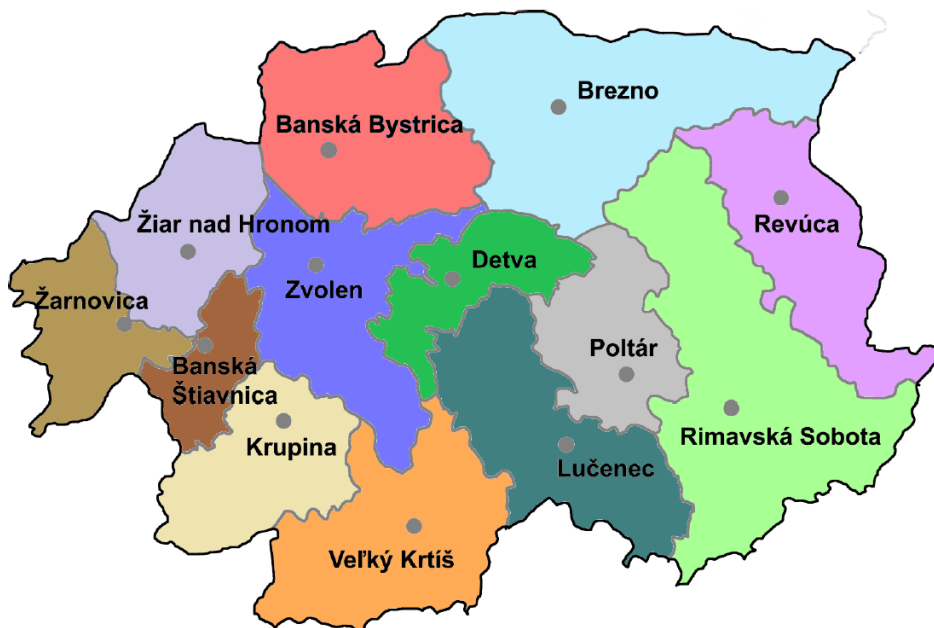 Brezno
Banská Bystrica
Revúca
Žiar nad Hronom
Detva
Zvolen
Žarnovica
Poltár
Banská
Štiavnica
Rimavská Sobota
Krupina
Lučenec
Veľký Krtíš